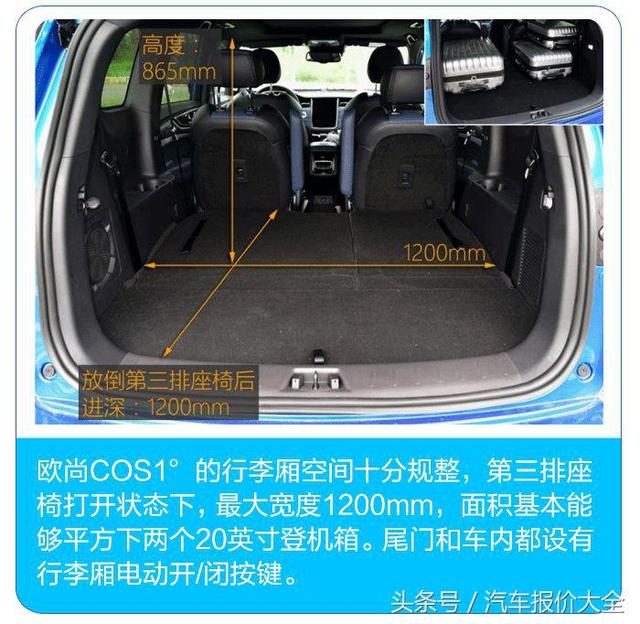 高度：
865mm
1200mm
放倒第三排座椅后
进深：1200mm
欧尚COS1°的行李厢空间十分规整，第三排座
椅打开状态下，最大宽度1200mm，面积基本能
够平方下两个20英寸登机箱。尾门和车内都设有
行李厢电动开/闭按键。
头条号 / 汽车报价大全